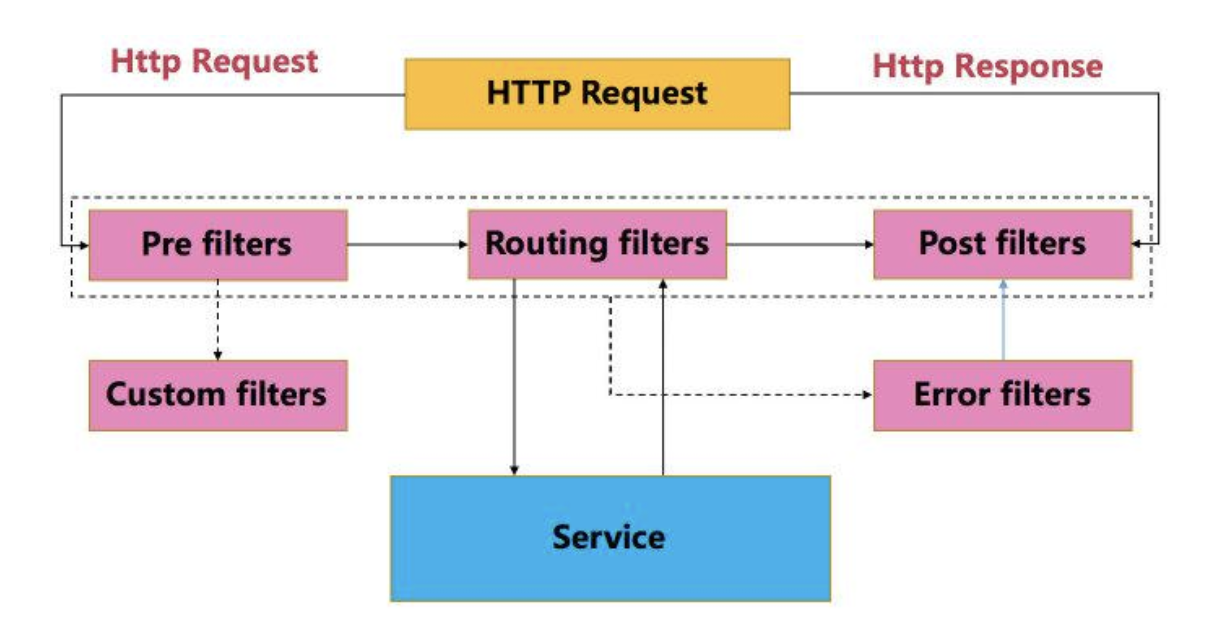 Http Request
HTTP Request
Http Response
Pre filters
Routing filters
Post filters
Custom filters
Error filters
Service